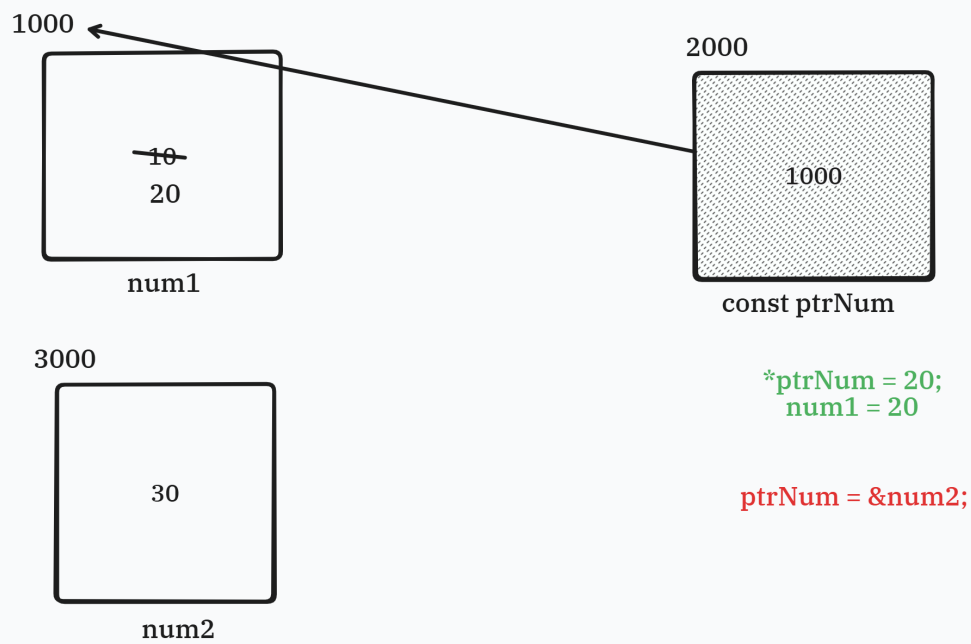 1000
10
20
num1
2000
1000
const ptrNum
3000
30
num2
*ptrNum = 20;
num1 = 20
ptrNum = &num2;